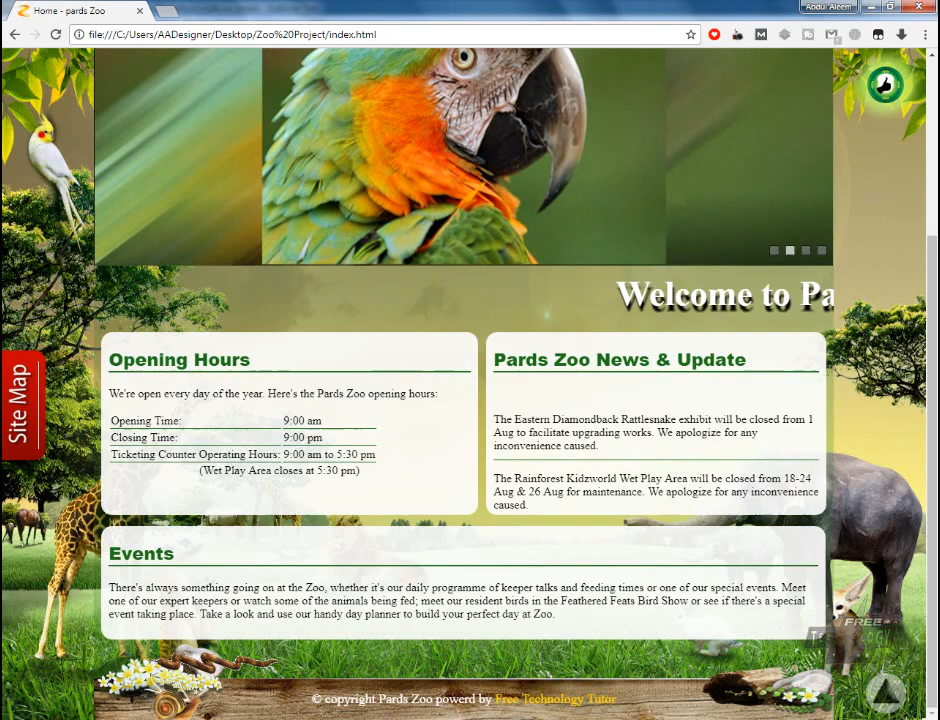 Home - pards Zoo
Abdul Aleem
file:///C:/Users/AADesigner/Desktop/Zoo%20Project/index.html
Welcome to Pa
Site Map
Opening Hours
We're open every day of the year. Here's the Pards Zoo opening hours:
Opening Time: 9:00 am
Closing Time: 9:00 pm
Ticketing Counter Operating Hours: 9:00 am to 5:30 pm
(Wet Play Area closes at 5:30 pm)
Pards Zoo News & Update
The Eastern Diamondback Rattlesnake exhibit will be closed from 1
Aug to facilitate upgrading works. We apologize for any
inconvenience caused.
The Rainforest Kidzworld Wet Play Area will be closed from 18-24
Aug & 26 Aug for maintenance. We apologize for any inconvenience
caused.
Events
There's always something going on at the Zoo, whether it's our daily programme of keeper talks and feeding times or one of our special events. Meet
one of our expert keepers or watch some of the animals being fed; meet our resident birds in the Feathered Feats Bird Show or see if there's a special
event taking place. Take a look and use our handy day planner to build your perfect day at Zoo.
FREE
© copyright Pards Zoo powerd by Free Technology Tutor